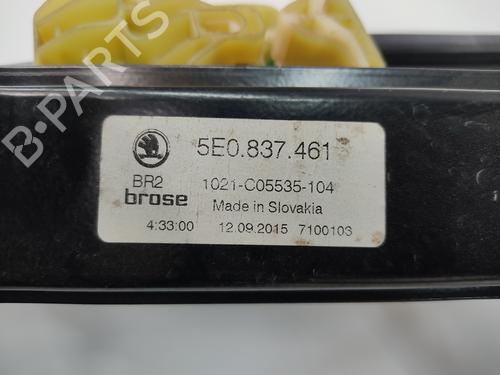 B-PARTS
5E0.837.461
BR2
1021-C05535-104
brose
Made in Slovakia
4:33:00
12.09.2015 7100103